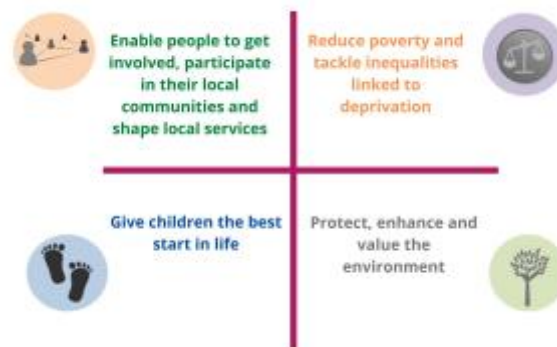 Enable people to get
involved, participate
in their local
communities and
shape local services
Reduce poverty and
tackle inequalities
linked to
deprivation
Give children the best
start in life
Protect, enhance and
value the
environment